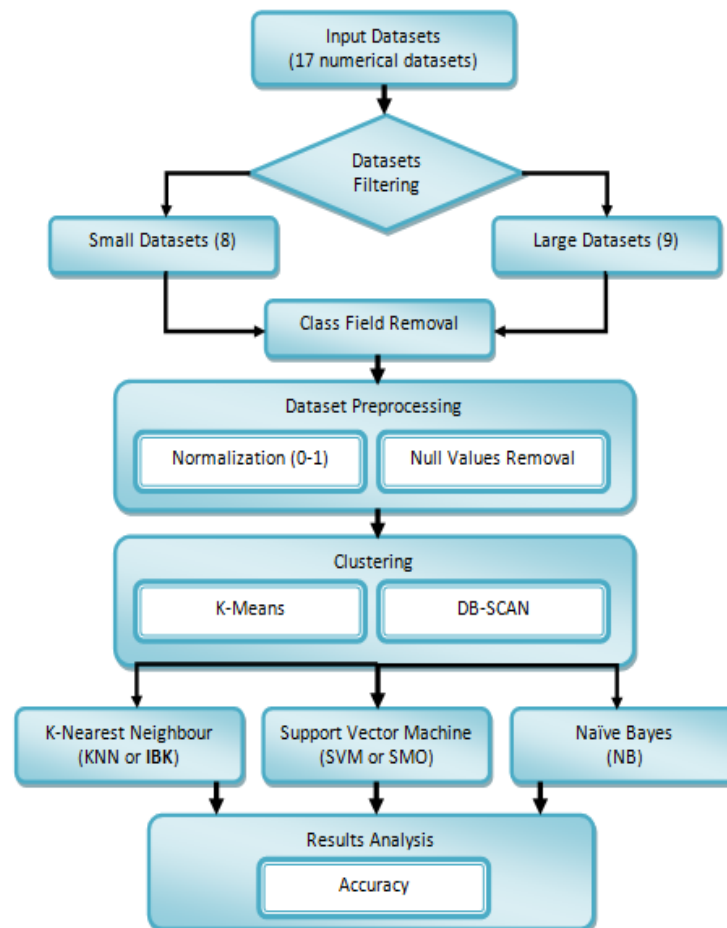 Input Datasets
(17 numerical datasets)
Datasets
Filtering
Small Datasets (8)
Large Datasets (9)
Class Field Removal
Dataset Preprocessing
Normalization (0-1)
Null Values Removal
Clustering
K-Means
DB-SCAN
K-Nearest Neighbour
(KNN or IBK)
Support Vector Machine
(SVM or SMO)
Naïve Bayes
(NB)
Results Analysis
Accuracy